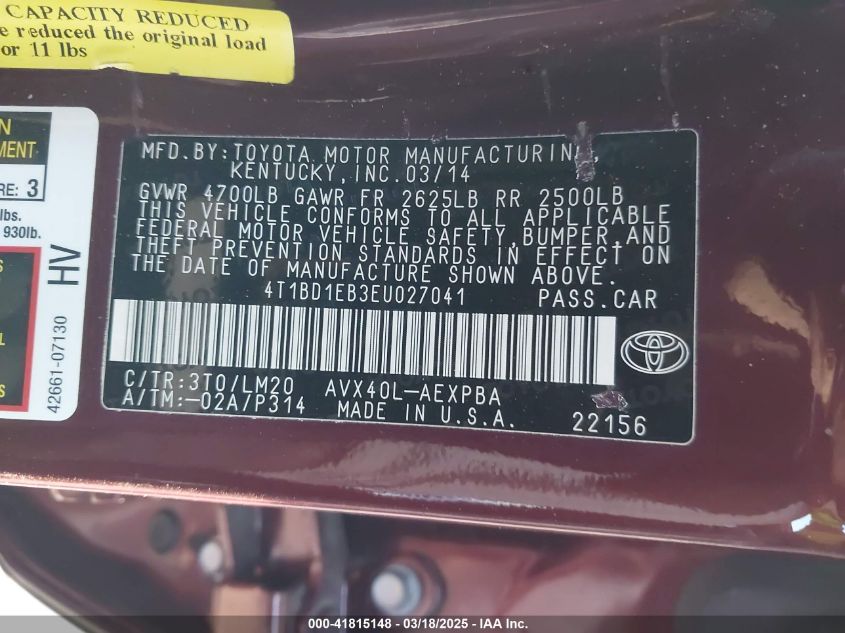 CAPACITY REDUCED
e reduced the original load
or 11 lbs
N
MENT
RE: 3
lbs.
930lb.
S
L
S
HV
42661-07130
MFD.BY:TOYOTA MOTOR MANUFACTURING,
KENTUCKY,INC.03/14
GVWR 4700LB GAWR FR 2625LB RR 2500LB
THIS VEHICLE CONFORMS TO ALL APPLICABLE
FEDERAL MOTOR VEHICLE SAFETY,BUMPER,AND
THEFT PREVENTION STANDARDS IN EFFECT ON
THE DATE OF MANUFACTURE SHOWN ABOVE.
4T1BD1EB3EU027041 PASS.CAR
C/TR:3T0/LM20 AVX40L-AEXPBA
A/TM:-02A/P314 MADE IN U.S.A. 22156
000-41815148 - 03/18/2025 - IAA Inc.